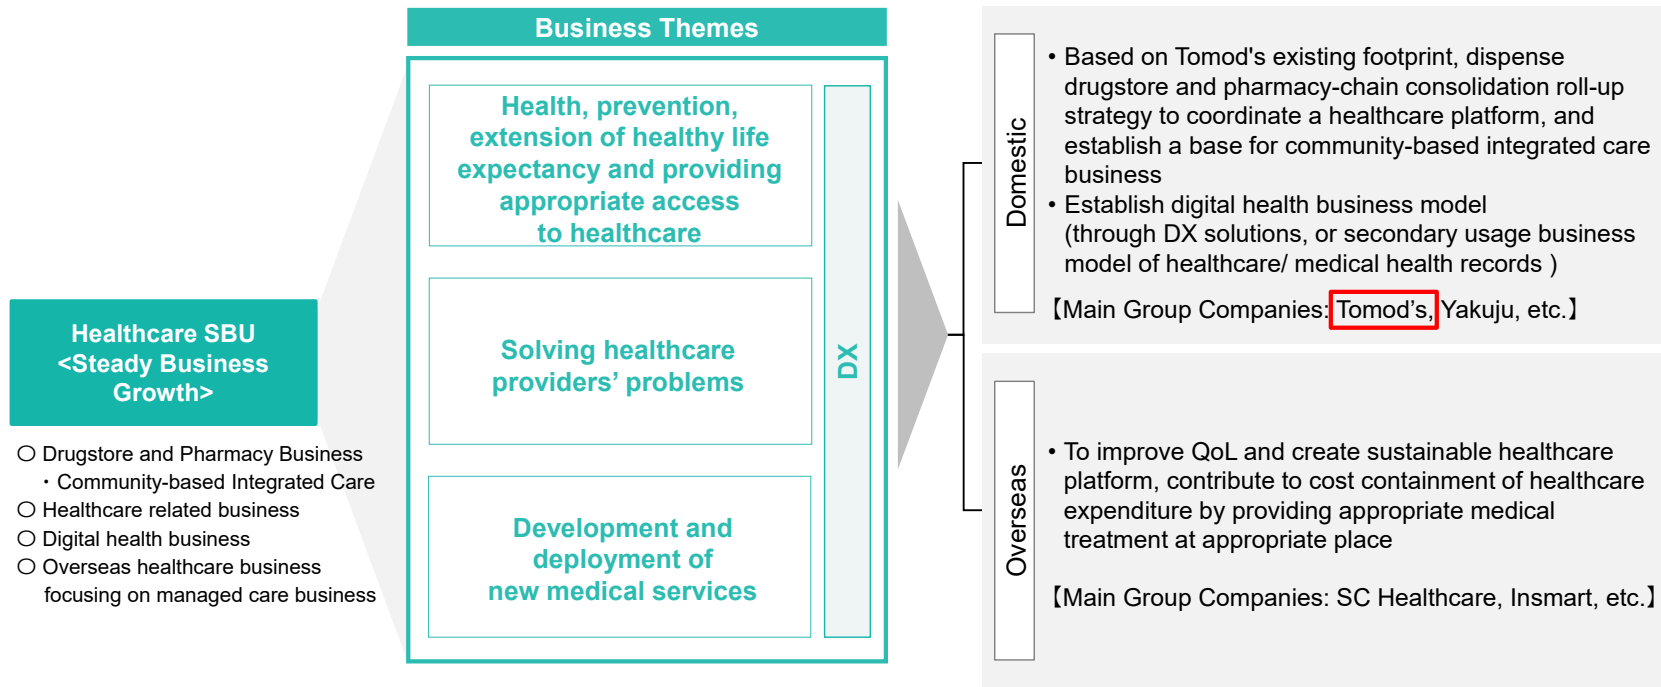 Business Themes
Health, prevention,
extension of healthy life
expectancy and providing
appropriate access
to healthcare
Solving healthcare
providers’ problems
Development and
deployment of
new medical services
DX
Healthcare SBU
<Steady Business
Growth>
○ Drugstore and Pharmacy Business
・Community-based Integrated Care
○ Healthcare related business
○ Digital health business
○ Overseas healthcare business
focusing on managed care business
Domestic
• Based on Tomod's existing footprint, dispense
drugstore and pharmacy-chain consolidation roll-up
strategy to coordinate a healthcare platform, and
establish a base for community-based integrated care
business
• Establish digital health business model
(through DX solutions, or secondary usage business
model of healthcare/ medical health records )
【Main Group Companies: Tomod’s, Yakuju, etc.】
Overseas
• To improve QoL and create sustainable healthcare
platform, contribute to cost containment of healthcare
expenditure by providing appropriate medical
treatment at appropriate place
【Main Group Companies: SC Healthcare, Insmart, etc.】